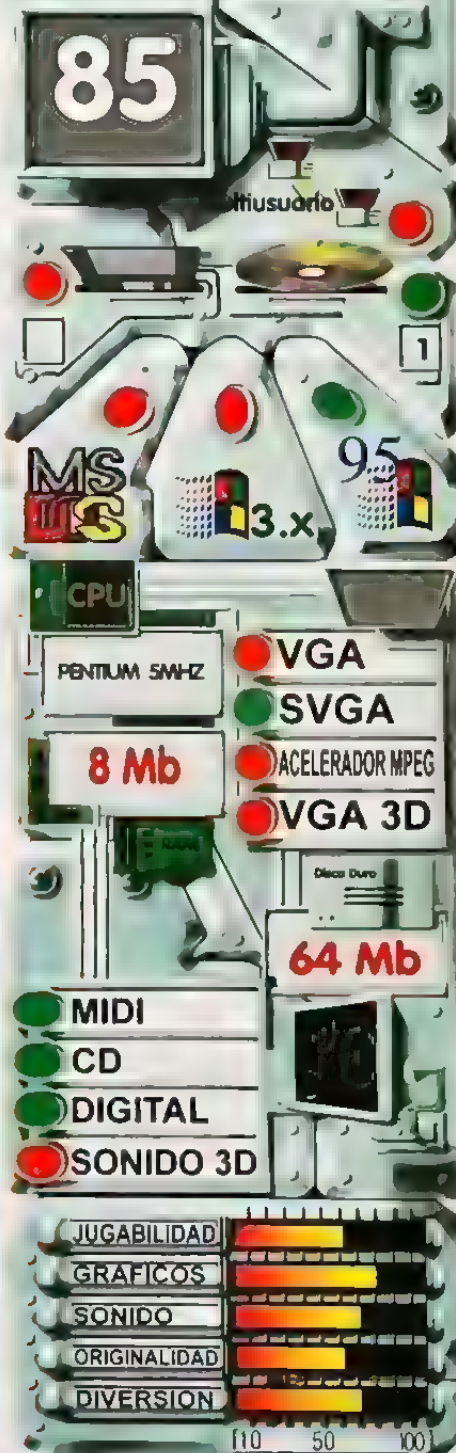 85
ltiusuario
1
MS
3.x
95
CPU
PENTIUM 5MHZ
VGA
SVGA
8 Mb
ACELERADOR MPEG
VGA 3D
RAM
Disco Duro
64 Mb
MIDI
CD
DIGITAL
SONIDO 3D
JUGABILIDAD
GRAFICOS
SONIDO
ORIGINALIDAD
DIVERSION
10 50 100